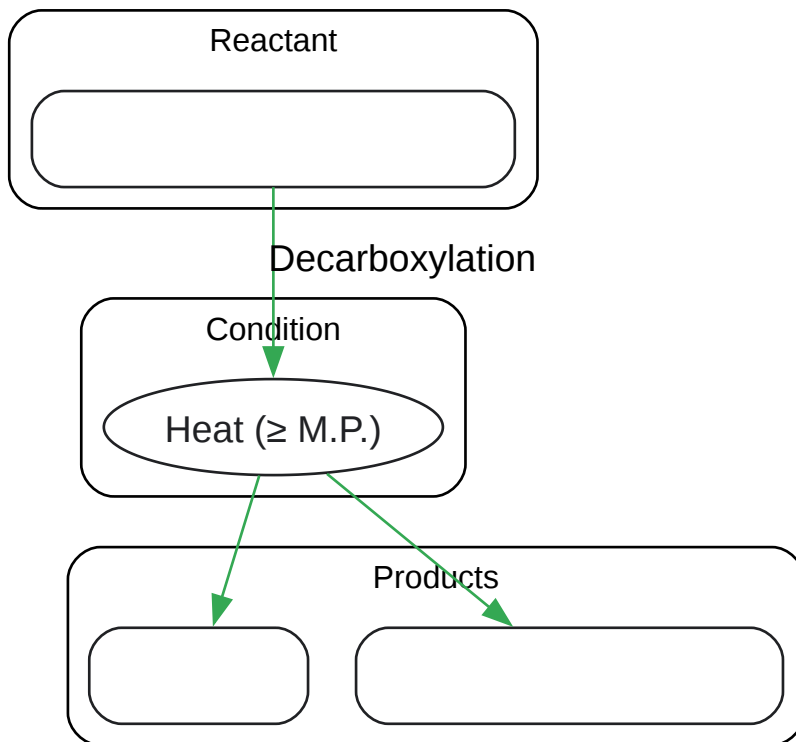 Reactant
Decarboxylation
Condition
Heat (≥ M.P.)
Products